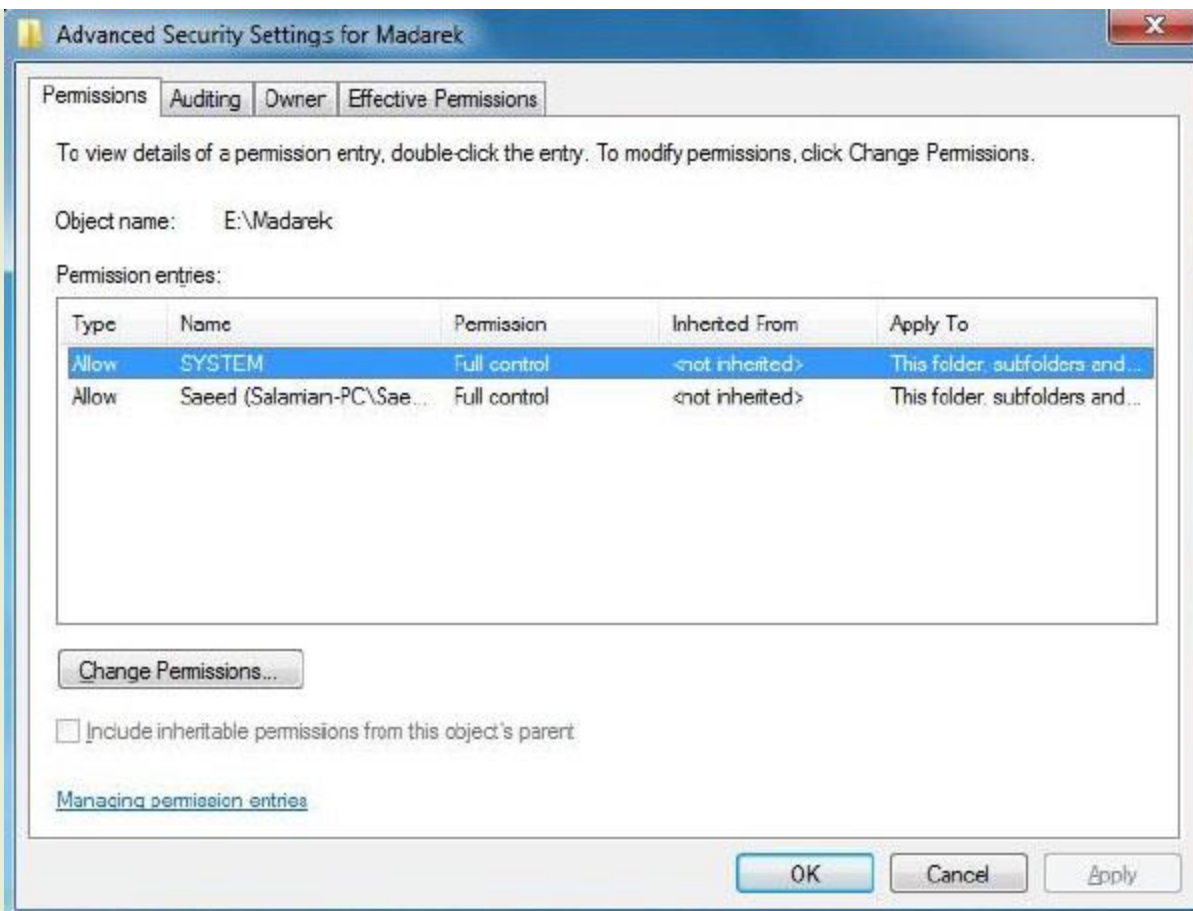 Advanced Security Settings for Madarek
Permissions Auditing Owner Effective Permissions
To view details of a permission entry, double-click the entry. To modify permissions, click Change Permissions.
Object name: E:\Madarek
Permission entries:
Type Name Permission Inherited From Apply To
Allow SYSTEM Full control <not inherited> This folder, subfolders and...
Allow Saeed (Salamian-PC\Sae... Full control <not inherited> This folder, subfolders and...
Change Permissions...
Include inheritable permissions from this object's parent
Managing permission entries
OK Cancel Apply